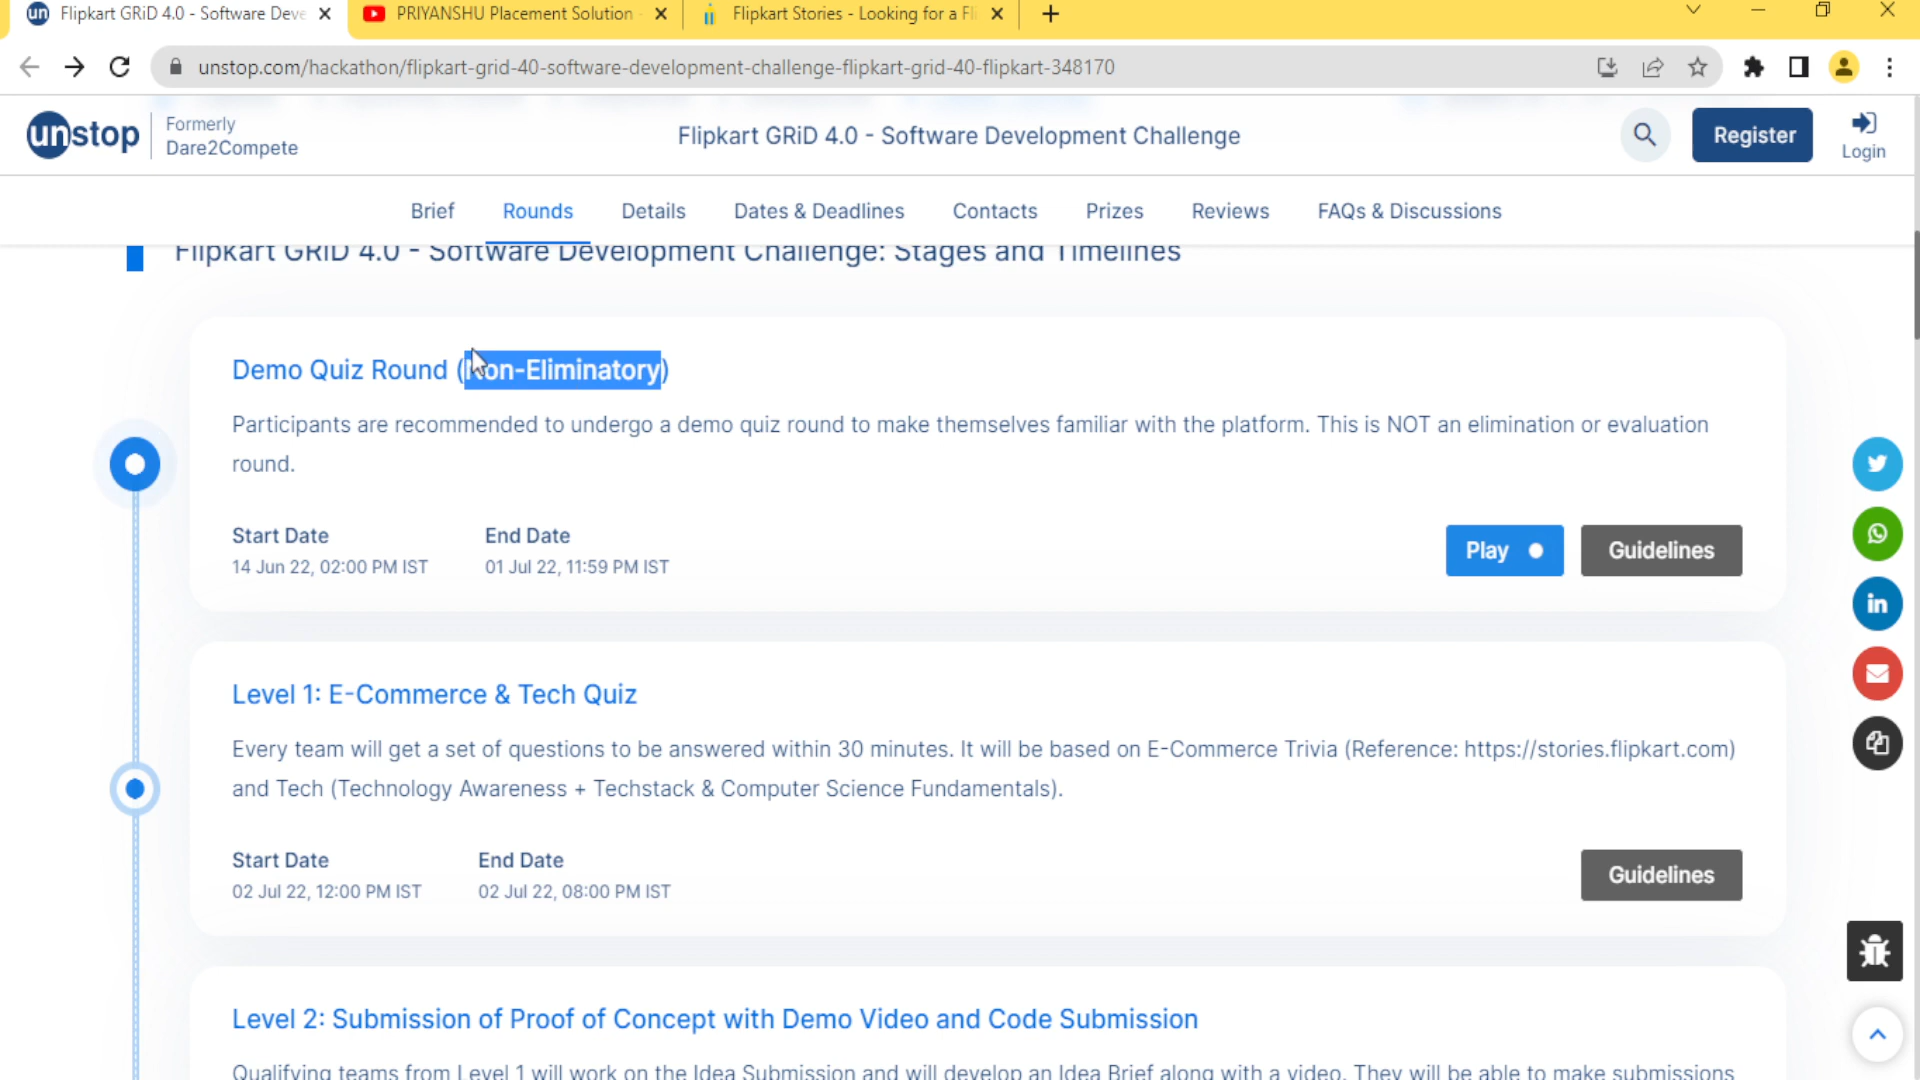 Flipkart GRiD 4.0 - Software Deve
PRIYANSHU Placement Solution -
Flipkart Stories - Looking for a Fli
unstop.com/hackathon/flipkart-grid-40-software-development-challenge-flipkart-grid-40-flipkart-348170
unstop
Formerly
Dare2Compete
Flipkart GRiD 4.0 - Software Development Challenge
Register
Login
Brief
Rounds
Details
Dates & Deadlines
Contacts
Prizes
Reviews
FAQs & Discussions
Flipkart GRiD 4.0 - Software Development Challenge: Stages and Timelines
Demo Quiz Round (Non-Eliminatory)
Participants are recommended to undergo a demo quiz round to make themselves familiar with the platform. This is NOT an elimination or evaluation
round.
Start Date
End Date
14 Jun 22, 02:00 PM IST
01 Jul 22, 11:59 PM IST
Play
Guidelines
Level 1: E-Commerce & Tech Quiz
Every team will get a set of questions to be answered within 30 minutes. It will be based on E-Commerce Trivia (Reference: https://stories.flipkart.com)
and Tech (Technology Awareness + Techstack & Computer Science Fundamentals).
Start Date
End Date
02 Jul 22, 12:00 PM IST
02 Jul 22, 08:00 PM IST
Guidelines
Level 2: Submission of Proof of Concept with Demo Video and Code Submission
Qualifying teams from Level 1 will work on the Idea Submission and will develop an Idea Brief along with a video. They will be able to make submissions